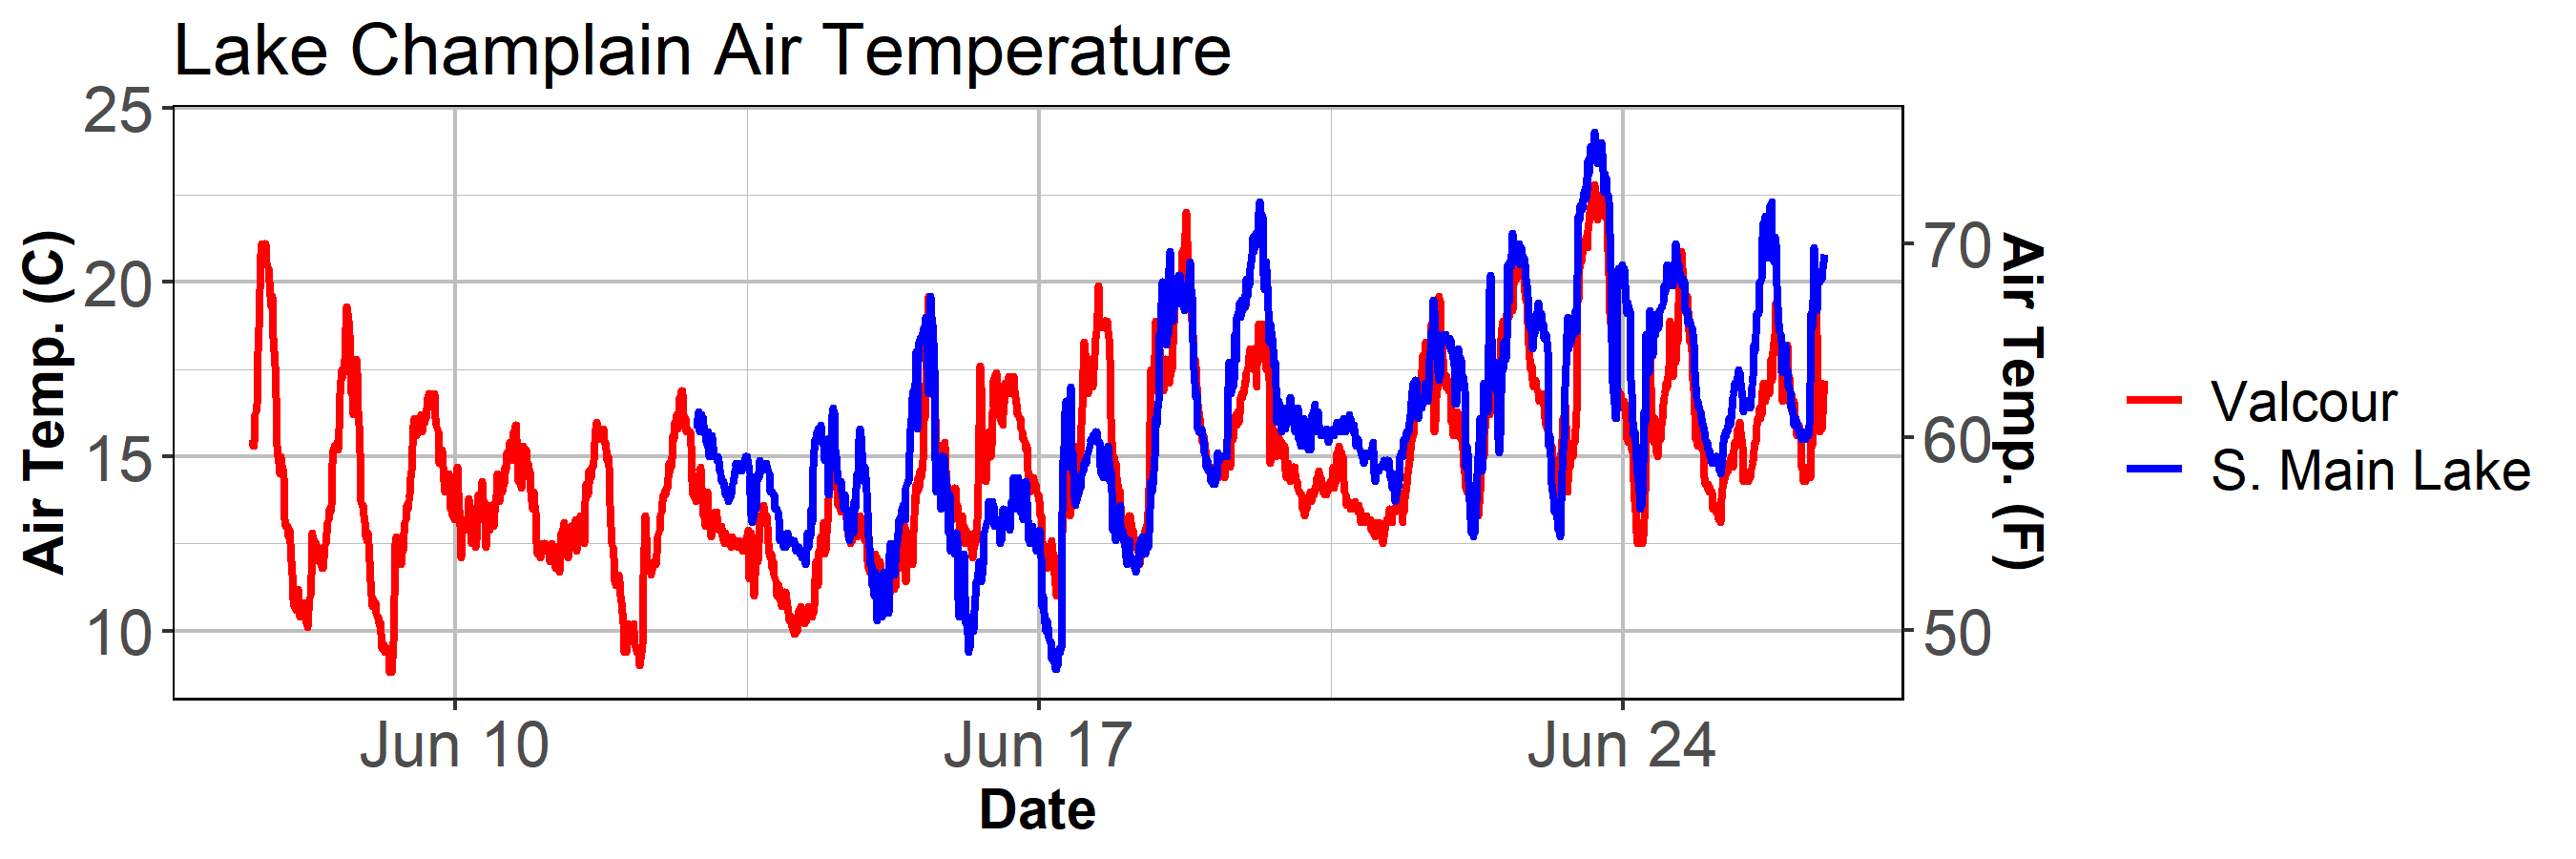 Lake Champlain Air Temperature
25
20
15
10
Air Temp. (C)
70
60
50
Air Temp. (F)
Jun 10
Jun 17
Jun 24
Date
Valcour
S. Main Lake